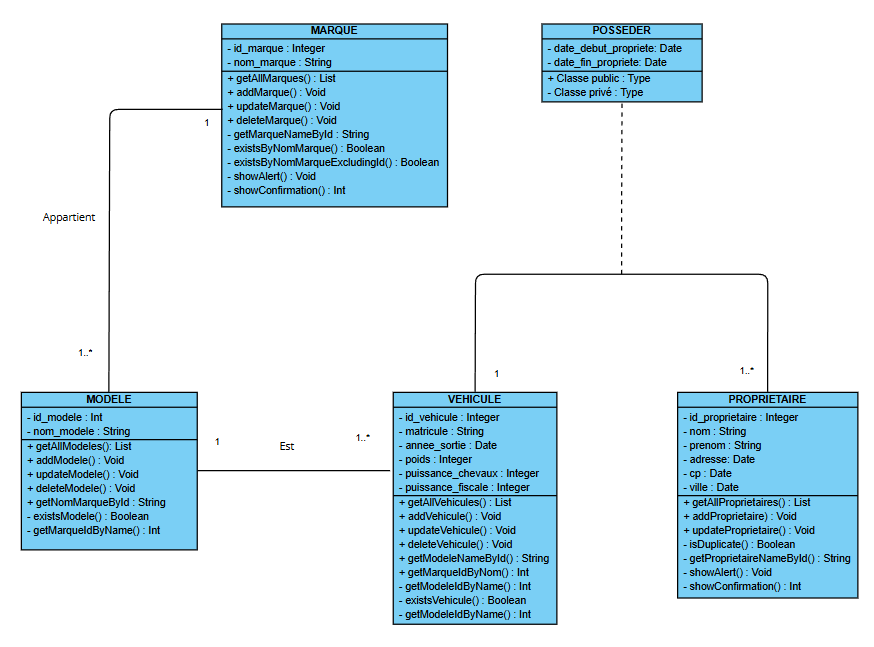 MARQUE
- id_marque : Integer
- nom_marque : String
+ getAllMarques() : List
+ addMarque() : Void
+ updateMarque() : Void
+ deleteMarque() : Void
- getMarqueNameById : String
- existsByNomMarque() : Boolean
- existsByNomMarqueExcludingId() : Boolean
- showAlert() : Void
- showConfirmation() : Int
POSSEDER
- date_debut_propriete: Date
- date_fin_propriete: Date
+ Classe public : Type
- Classe privé : Type
1
Appartient
1..*
MODELE
- id_modele : Int
- nom_modele : String
+ getAllModeles(): List
+ addModele() : Void
+ updateModele() : Void
+ deleteModele() : Void
+ getNomMarqueById : String
- existsModele() : Boolean
- getMarqueIdByName() : Int
1
Est
1..*
1
VEHICULE
- id_vehicule : Integer
- matricule : String
- annee_sortie : Date
- poids : Integer
- puissance_chevaux : Integer
- puissance_fiscale : Integer
+ getAllVehicules() : List
+ addVehicule() : Void
+ updateVehicule() : Void
+ deleteVehicule() : Void
+ getModeleNameById() : String
+ getMarqueIdByNom() : Int
- getModeleIdByName() : Int
- existsVehicule() : Boolean
- getModeleIdByName() : Int
1..*
PROPRIETAIRE
- id_proprietaire : Integer
- nom : String
- prenom : String
- adresse: Date
- cp : Date
- ville : Date
+ getAllProprietaires() : List
+ addProprietaire) : Void
+ updateProprietaire() : Void
- isDuplicate() : Boolean
- getProprietaireNameById() : String
- showAlert() : Void
- showConfirmation() : Int